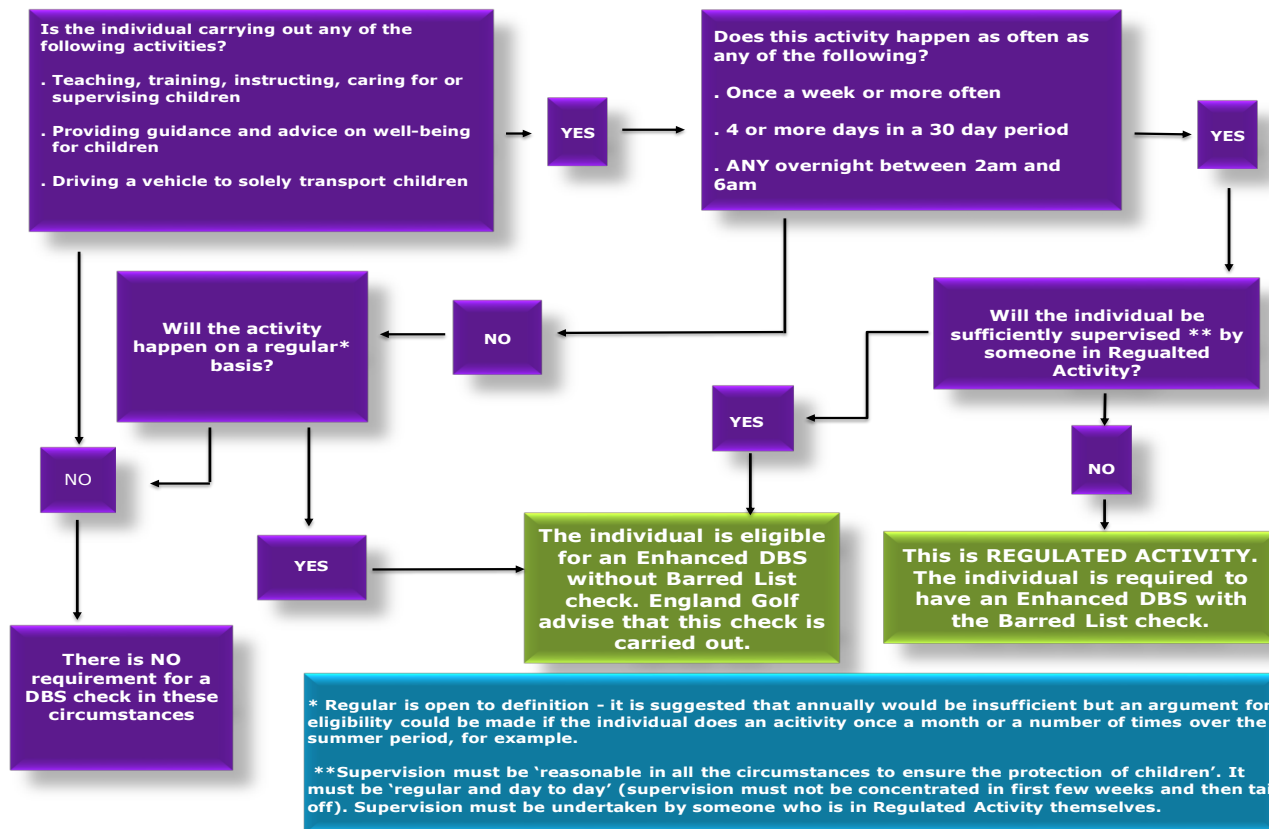 Is the individual carrying out any of the
following activities?
. Teaching, training, instructing, caring for or
supervising children
. Providing guidance and advice on well-being
for children
. Driving a vehicle to solely transport children
YES
Does this activity happen as often as
any of the following?
. Once a week or more often
. 4 or more days in a 30 day period
. ANY overnight between 2am and
6am
YES
Will the activity
happen on a regular*
basis?
NO
Will the individual be
sufficiently supervised ** by
someone in Regualted
Activity?
YES
NO
NO
YES
The individual is eligible
for an Enhanced DBS
without Barred List
check. England Golf
advise that this check is
carried out.
This is REGULATED ACTIVITY.
The individual is required to
have an Enhanced DBS with
the Barred List check.
There is NO
requirement for a
DBS check in these
circumstances
* Regular is open to definition - it is suggested that annually would be insufficient but an argument for
eligibility could be made if the individual does an acitivity once a month or a number of times over the
summer period, for example.
**Supervision must be ‘reasonable in all the circumstances to ensure the protection of children’. It
must be ‘regular and day to day’ (supervision must not be concentrated in first few weeks and then tai
off). Supervision must be undertaken by someone who is in Regulated Activity themselves.